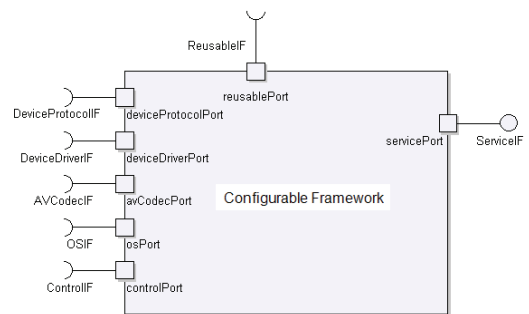 ReusableIF
reusablePort
DeviceProtocolIF
deviceProtocolPort
servicePort
ServiceIF
DeviceDriverIF
deviceDriverPort
AVCodecIF
avCodecPort
Configurable Framework
OSIF
osPort
ControlIF
controlPort